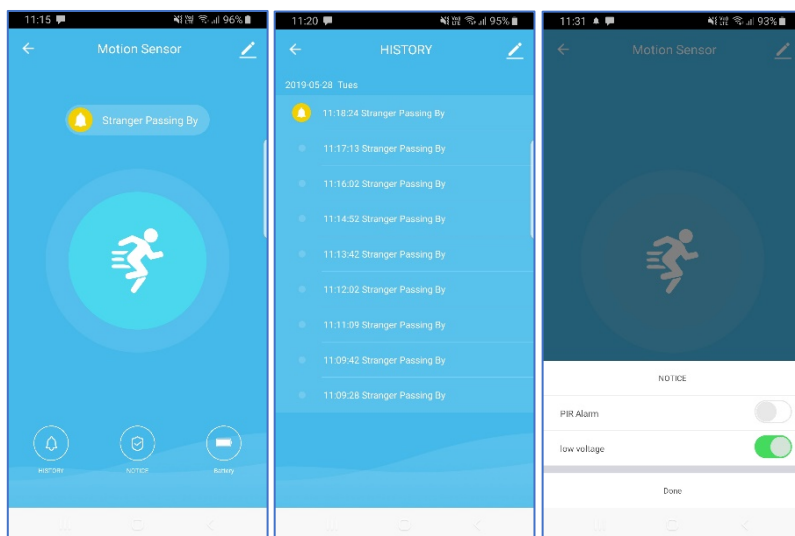 11:15 96%
Motion Sensor
Stranger Passing By
HISTORY NOTICE Battery
11:20 95%
HISTORY
2019-05-28 Tues
11:18:24 Stranger Passing By
11:17:13 Stranger Passing By
11:16:02 Stranger Passing By
11:14:52 Stranger Passing By
11:13:42 Stranger Passing By
11:12:02 Stranger Passing By
11:11:09 Stranger Passing By
11:09:42 Stranger Passing By
11:09:28 Stranger Passing By
11:31 93%
Motion Sensor
NOTICE
PIR Alarm
low voltage
Done